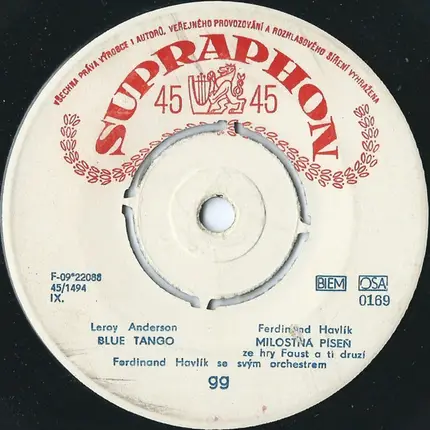 VŠECHNA PRÁVA VÝROBCE I AUTORŮ, VEŘEJNÉHO PROVOZOVÁNÍ A ROZHLASOVÉHO ŠÍŘENÍ VYHRAZENA
SUPRAPHON
45 45
F-09*22088
45/1494
IX.
BIEM OSA
0169
Leroy Anderson
BLUE TANGO
Ferdinand Havlík
MILOSTNÁ PÍSEŇ
ze hry Faust a ti druzí
Ferdinand Havlík se svým orchestrem
gg